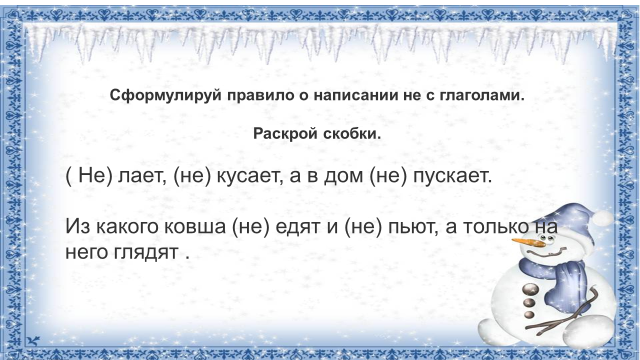 Сформулируй правило о написании не с глаголами.
Раскрой скобки.
( Не) лает, (не) кусает, а в дом (не) пускает.
Из какого ковша (не) едят и (не) пьют, а только на
него глядят .